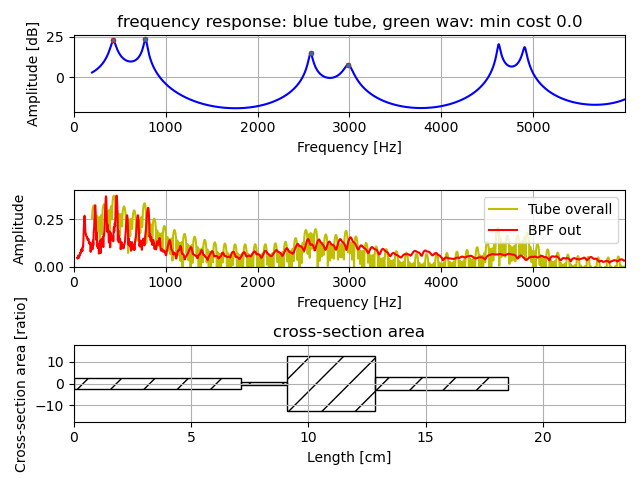 frequency response: blue tube, green wav: min cost 0.0
Amplitude [dB]
25
0
0
1000
2000
3000
4000
5000
Frequency [Hz]
Amplitude
0.25
0.00
Tube overall
BPF out
0
1000
2000
3000
4000
5000
Frequency [Hz]
cross-section area
Cross-section area [ratio]
10
0
−10
0
5
10
15
20
Length [cm]